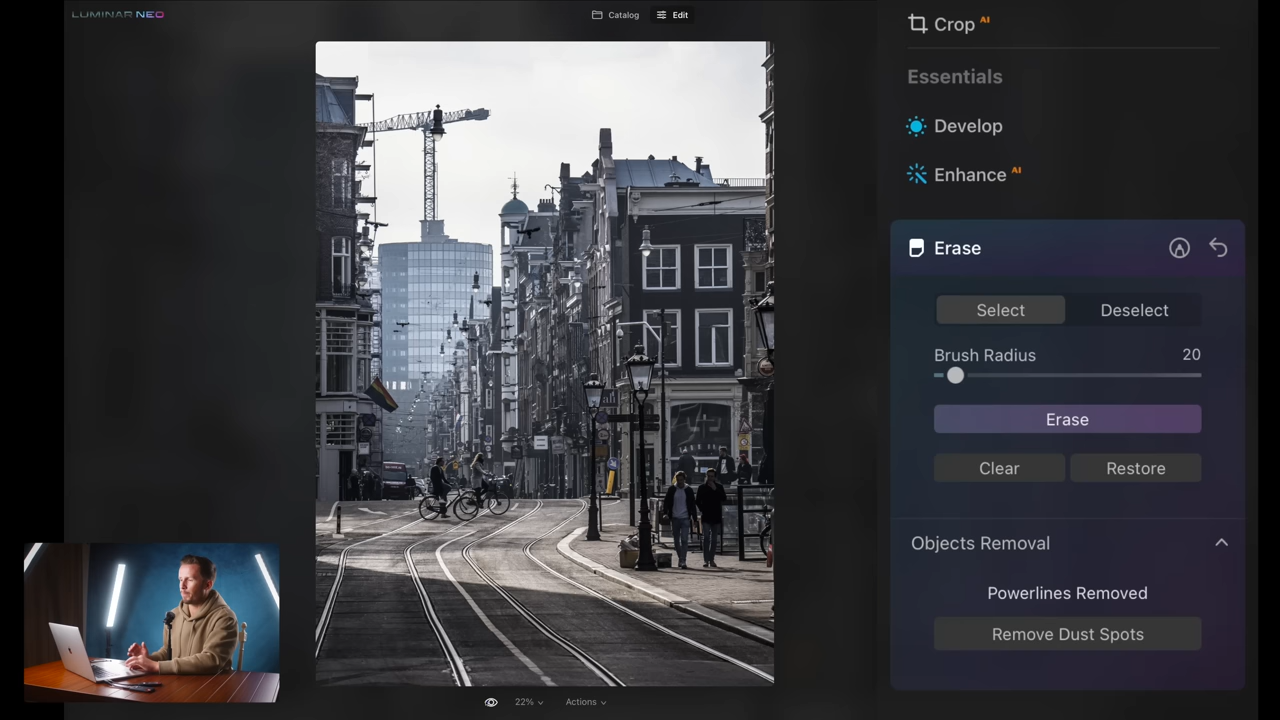 LUMINAR NEO
Catalog
Edit
Crop AI
Essentials
Develop
Enhance AI
Erase
Select
Deselect
Brush Radius
20
Erase
Clear
Restore
Objects Removal
Powerlines Removed
Remove Dust Spots
22%
Actions